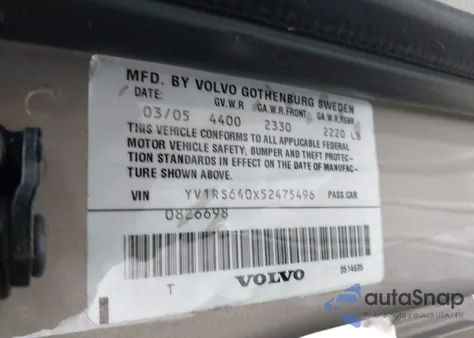 MFD. BY VOLVO GOTHENBURG SWEDEN
DATE: GV.W.R GA.W.R.FRONT GA.W.R.REAR
03/05 4400 2330 2220 LB
THIS VEHICLE CONFORMS TO ALL APPLICABLE FEDERAL
MOTOR VEHICLE SAFETY, BUMPER AND THEFT PROTEC-
TION STANDARDS IN EFFECT ON THE DATE OF MANUFAC-
TURE SHOWN ABOVE.
VIN YV1RS640X52475496 PASS.CAR
0826698
T VOLVO 3514635
autoSnap